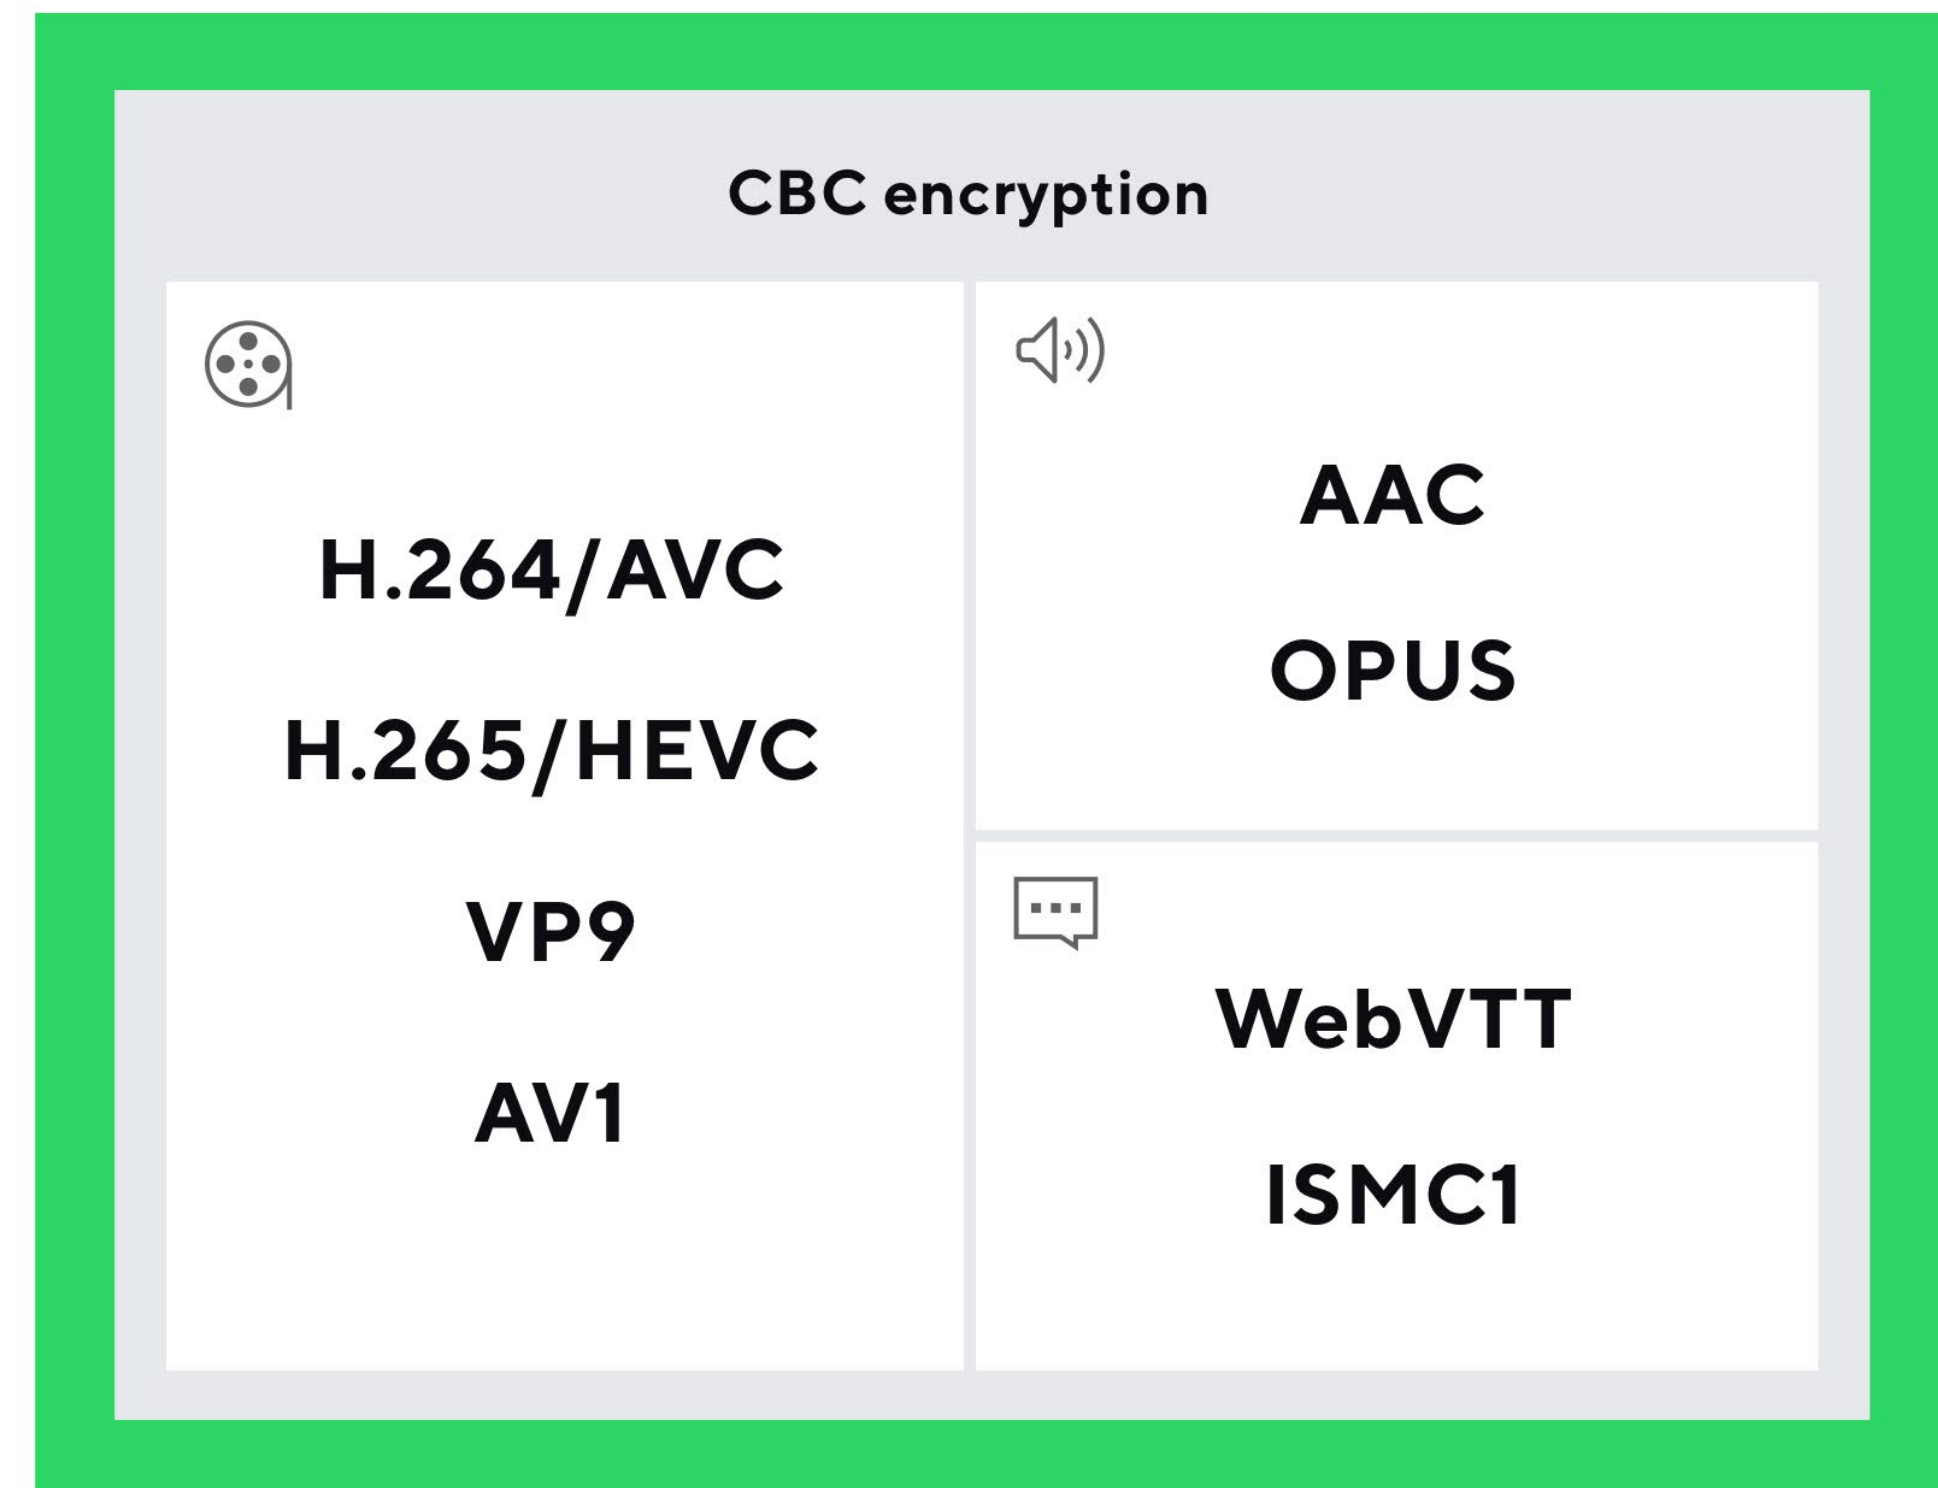 CBC encryption
H.264/AVC
H.265/HEVC
VP9
AV1
AAC
OPUS
WebVTT
ISMC1